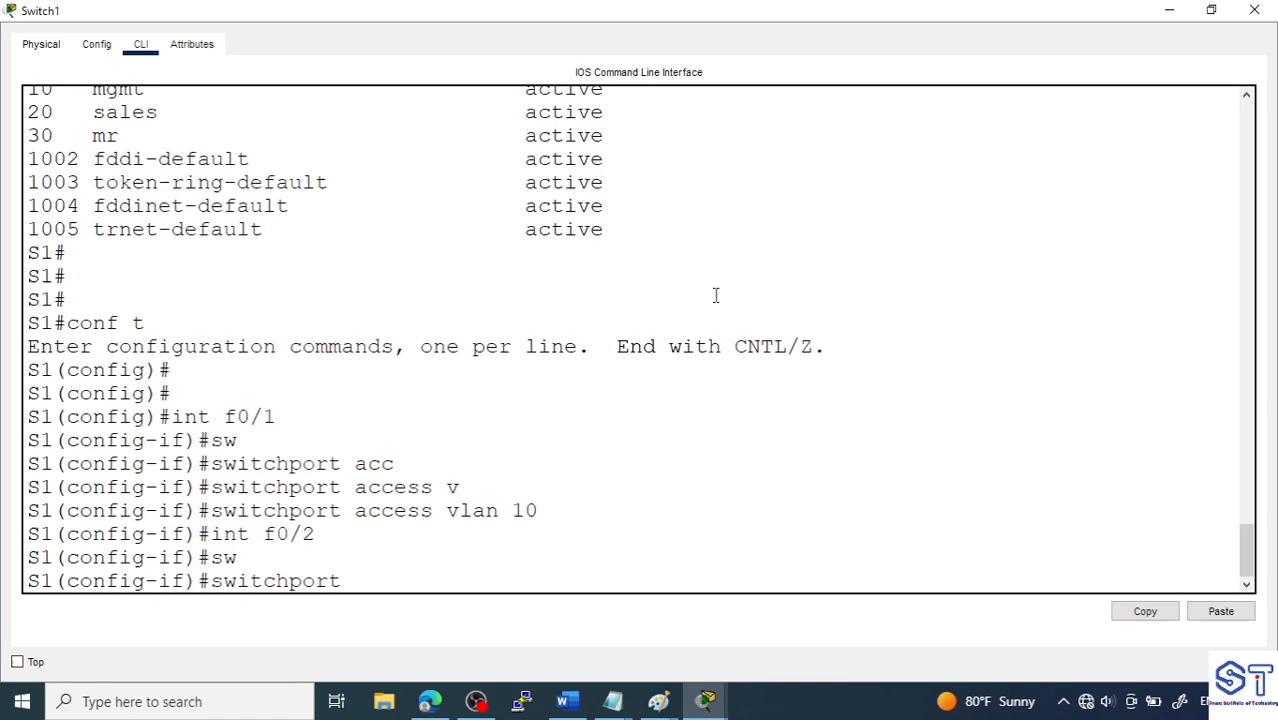 Switch1
Physical Config CLI Attributes
IOS Command Line Interface
10 mgmt active
20 sales active
30 mr active
1002 fddi-default active
1003 token-ring-default active
1004 fddinet-default active
1005 trnet-default active
S1#
S1#
S1#
S1#conf t
Enter configuration commands, one per line. End with CNTL/Z.
S1(config)#
S1(config)#
S1(config)#int f0/1
S1(config-if)#sw
S1(config-if)#switchport acc
S1(config-if)#switchport access v
S1(config-if)#switchport access vlan 10
S1(config-if)#int f0/2
S1(config-if)#sw
S1(config-if)#switchport
Copy Paste
Top
Type here to search
80°F Sunny